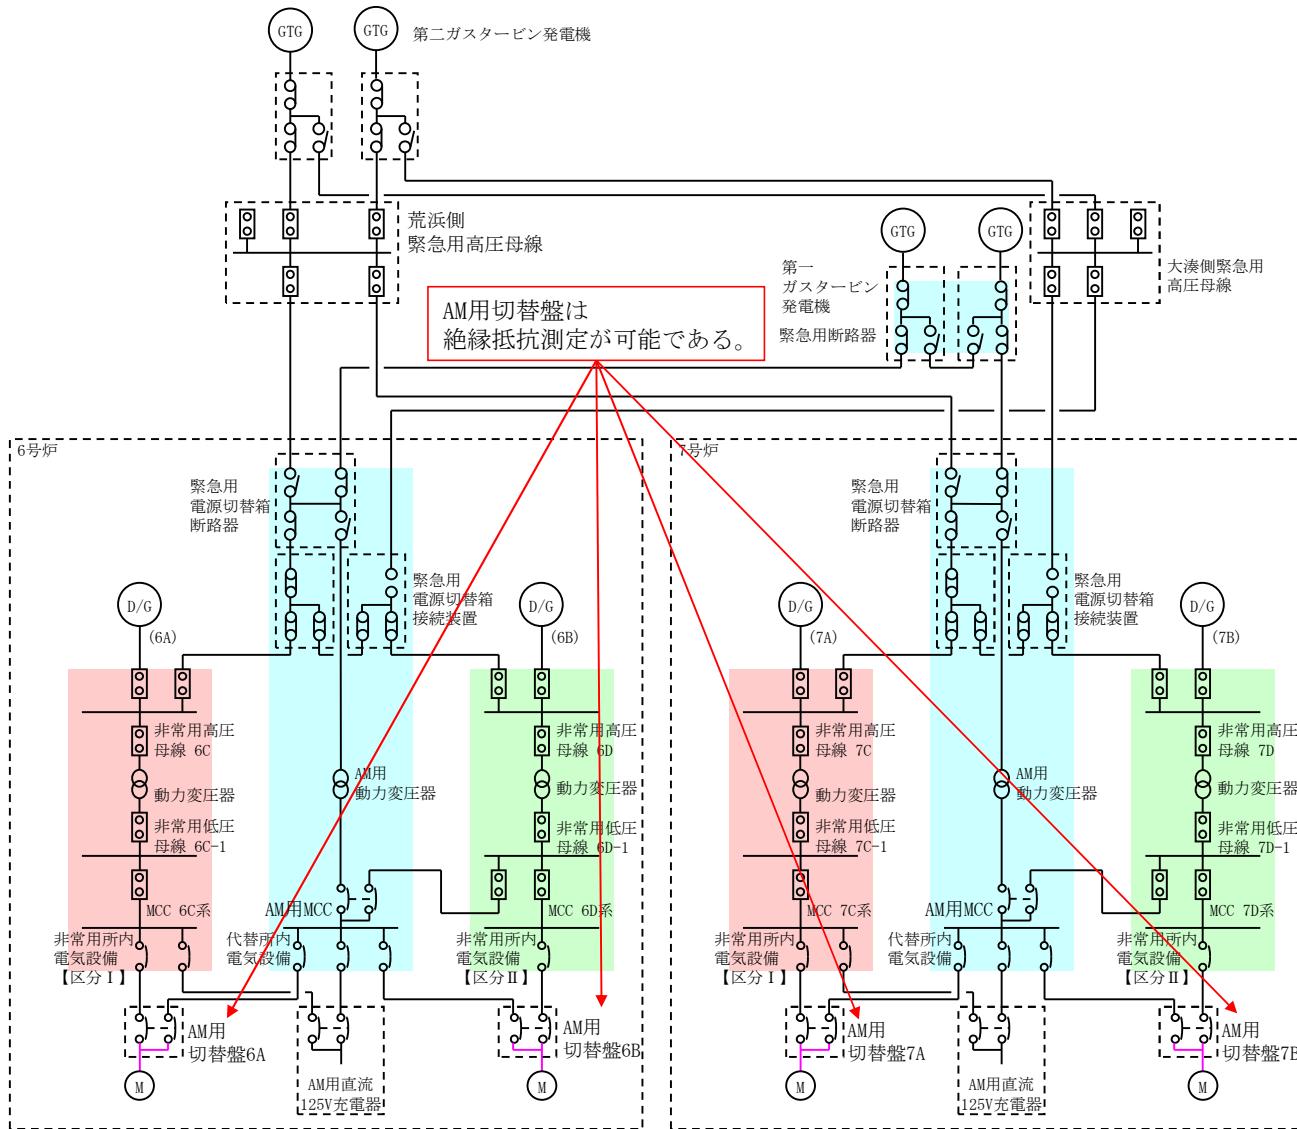 GTG
GTG
第二ガスタービン発電機
荒浜側
緊急用高圧母線
GTG
GTG
第一
ガスタービン
発電機
緊急用断路器
大湊側緊急用
高圧母線
AM用切替盤は
絶縁抵抗測定が可能である。
6号炉
緊急用
電源切替箱
断路器
緊急用
電源切替箱
接続装置
D/G
(6A)
D/G
(6B)
非常用高圧
母線 6C
動力変圧器
非常用低圧
母線 6C-1
MCC 6C系
非常用所内
電気設備
【区分Ⅰ】
AM用
動力変圧器
AM用MCC
代替所内
電気設備
非常用高圧
母線 6D
動力変圧器
非常用低圧
母線 6D-1
MCC 6D系
非常用所内
電気設備
【区分Ⅱ】
AM用
切替盤6A
M
AM用直流
125V充電器
AM用
切替盤6B
M
7号炉
緊急用
電源切替箱
断路器
緊急用
電源切替箱
接続装置
D/G
(7A)
D/G
(7B)
非常用高圧
母線 7C
動力変圧器
非常用低圧
母線 7C-1
MCC 7C系
非常用所内
電気設備
【区分Ⅰ】
AM用
動力変圧器
AM用MCC
代替所内
電気設備
非常用高圧
母線 7D
動力変圧器
非常用低圧
母線 7D-1
MCC 7D系
非常用所内
電気設備
【区分Ⅱ】
AM用
切替盤7A
M
AM用直流
125V充電器
AM用
切替盤7B
M